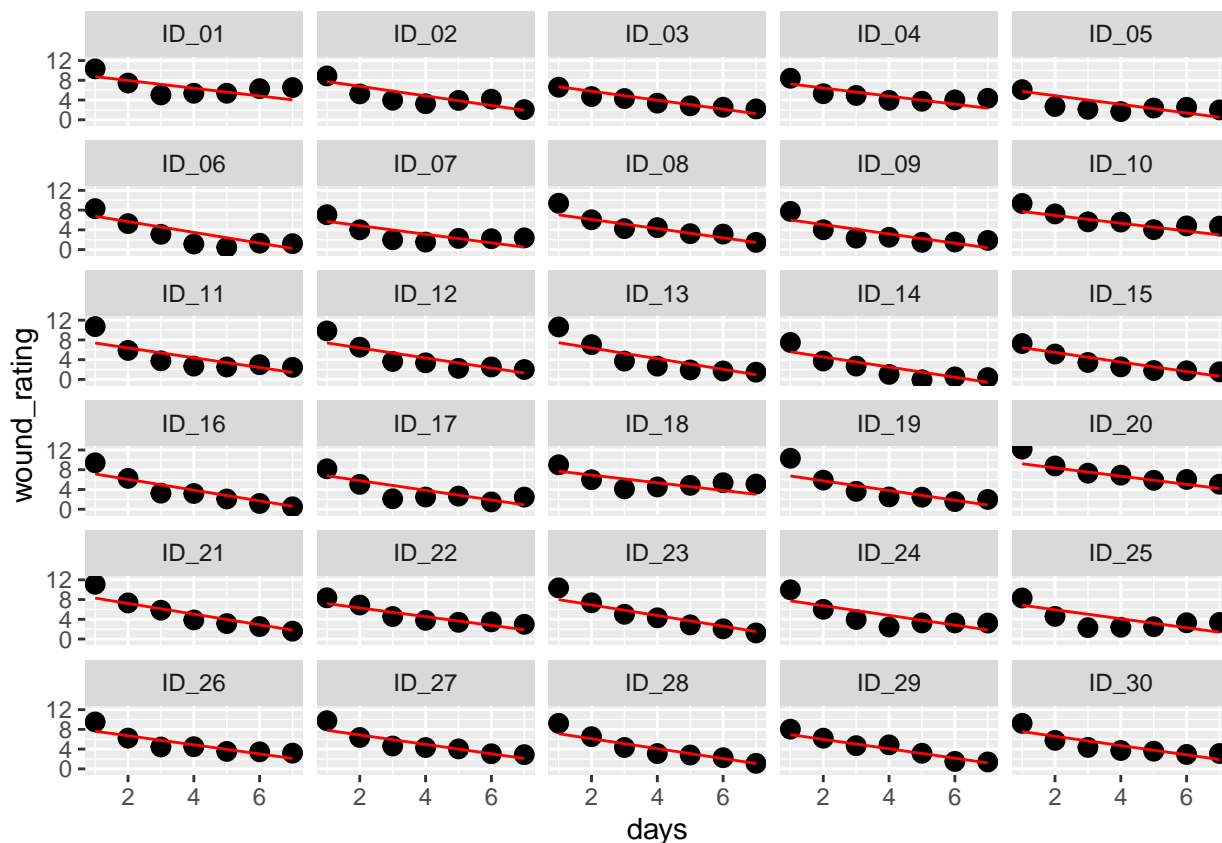 ID_01 ID_02 ID_03 ID_04 ID_05
12
8
4
0
ID_06 ID_07 ID_08 ID_09 ID_10
12
8
4
0
ID_11 ID_12 ID_13 ID_14 ID_15
12
8
4
0
wound_rating
ID_16 ID_17 ID_18 ID_19 ID_20
12
8
4
0
ID_21 ID_22 ID_23 ID_24 ID_25
12
8
4
0
ID_26 ID_27 ID_28 ID_29 ID_30
12
8
4
0
2 4 6 2 4 6 2 4 6 2 4 6 2 4 6
days